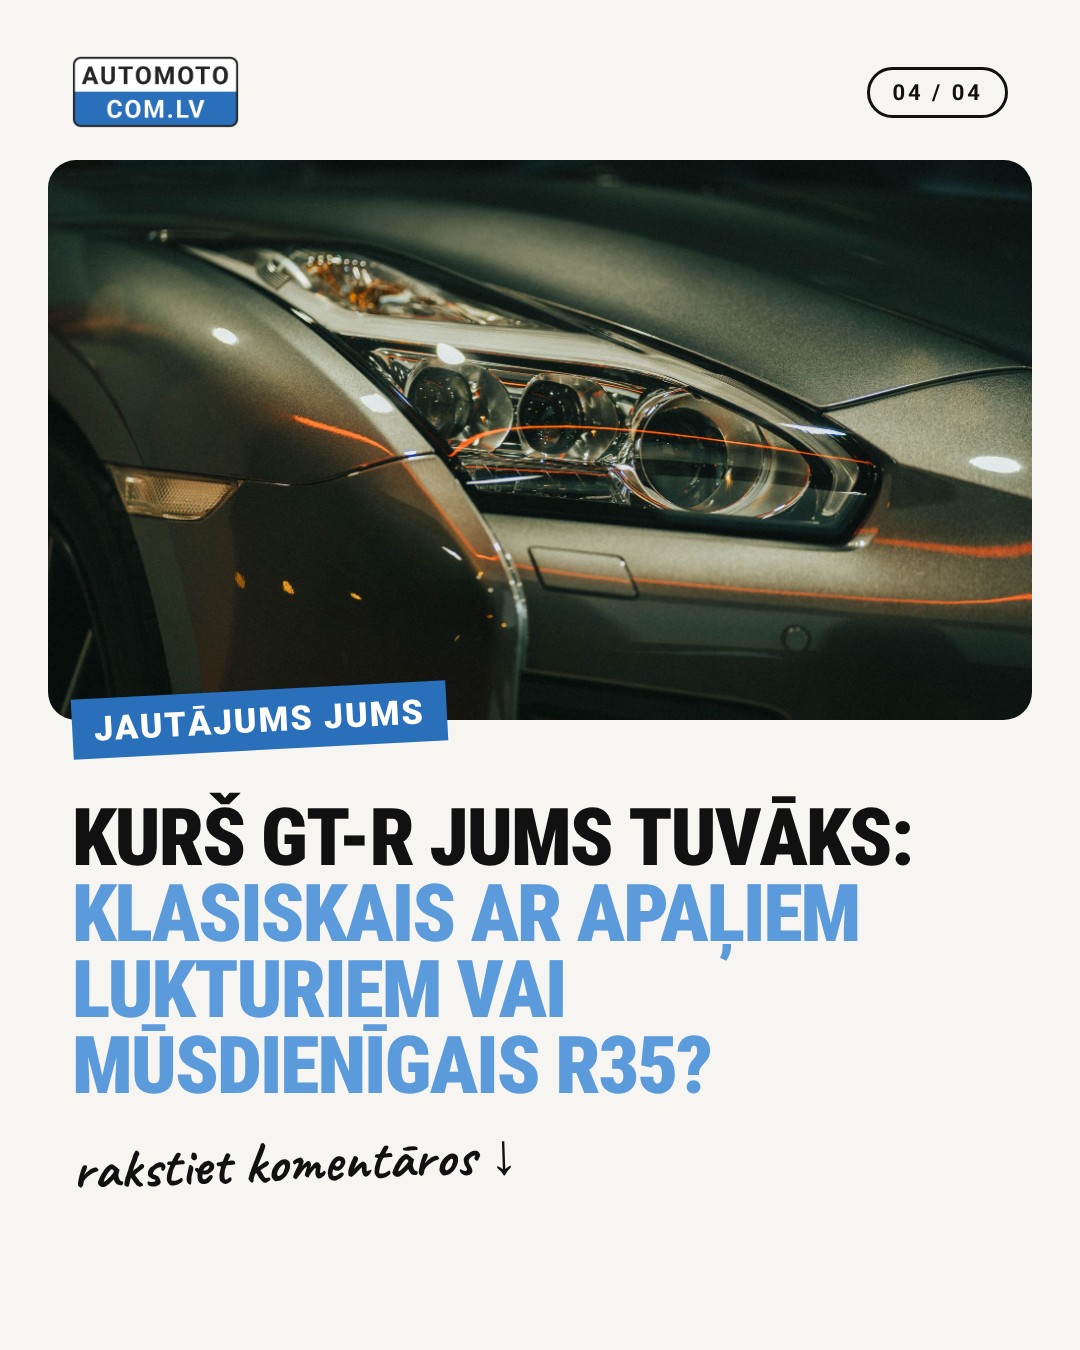 AUTOMOTO
COM.LV
04 / 04
JAUTĀJUMS JUMS
KURŠ GT-R JUMS TUVĀKS:
KLASISKAIS AR APAĻIEM
LUKTURIEM VAI
MŪSDIENĪGAIS R35?
rakstiet komentāros ↓